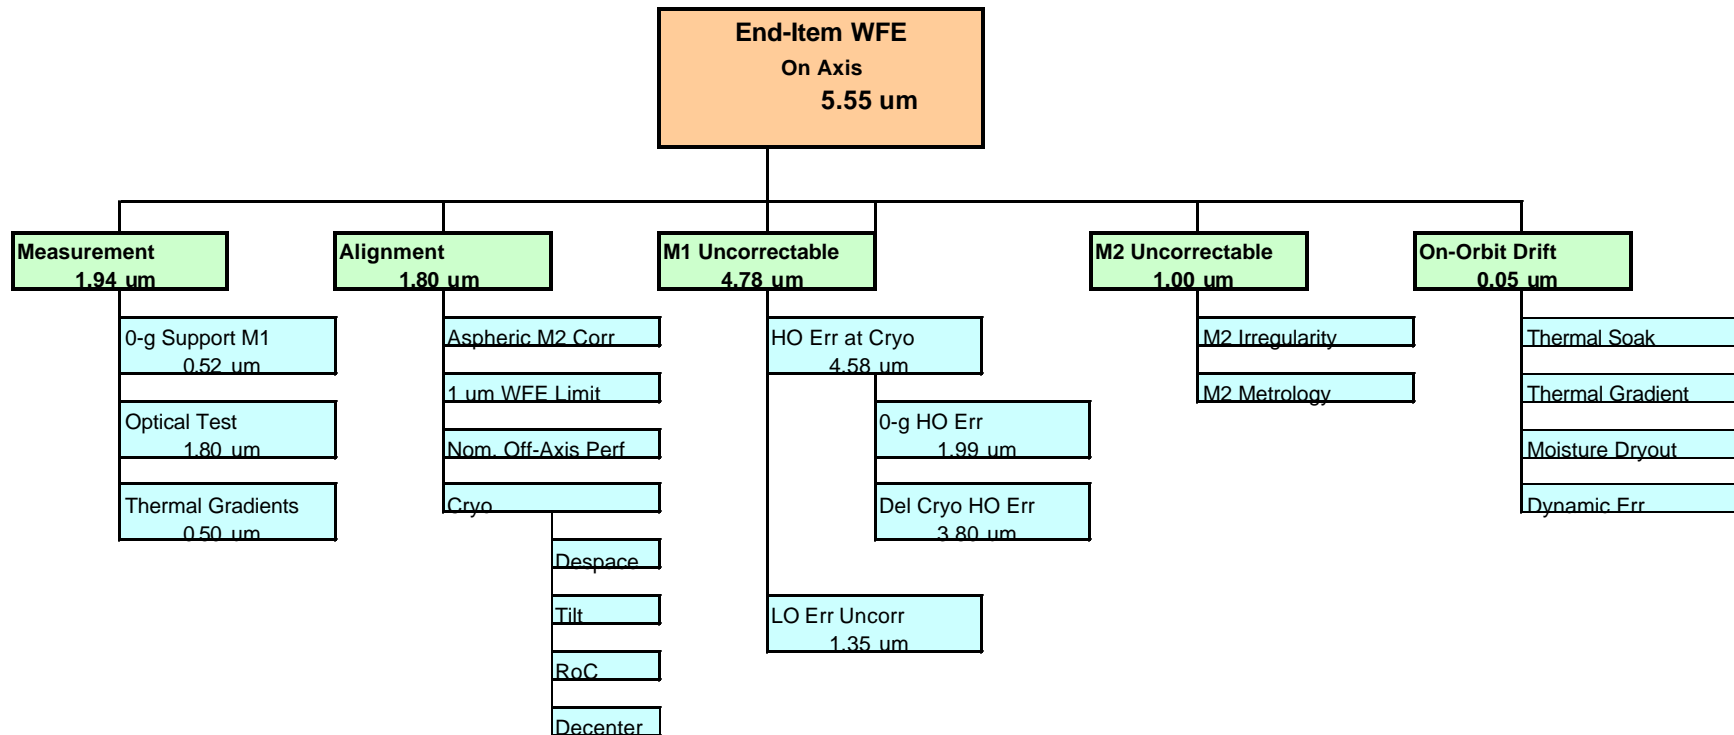 End-Item WFE
On Axis
5.55 um
Measurement
1.94 um
Alignment
1.80 um
M1 Uncorrectable
4.78 um
M2 Uncorrectable
1.00 um
On-Orbit Drift
0.05 um
0-g Support M1
0.52 um
Optical Test
1.80 um
Thermal Gradients
0.50 um
Aspheric M2 Corr
1 um WFE Limit
Nom. Off-Axis Perf
Cryo
Despace
Tilt
RoC
Decenter
HO Err at Cryo
4.58 um
0-g HO Err
1.99 um
Del Cryo HO Err
3.80 um
LO Err Uncorr
1.35 um
M2 Irregularity
M2 Metrology
Thermal Soak
Thermal Gradient
Moisture Dryout
Dynamic Err